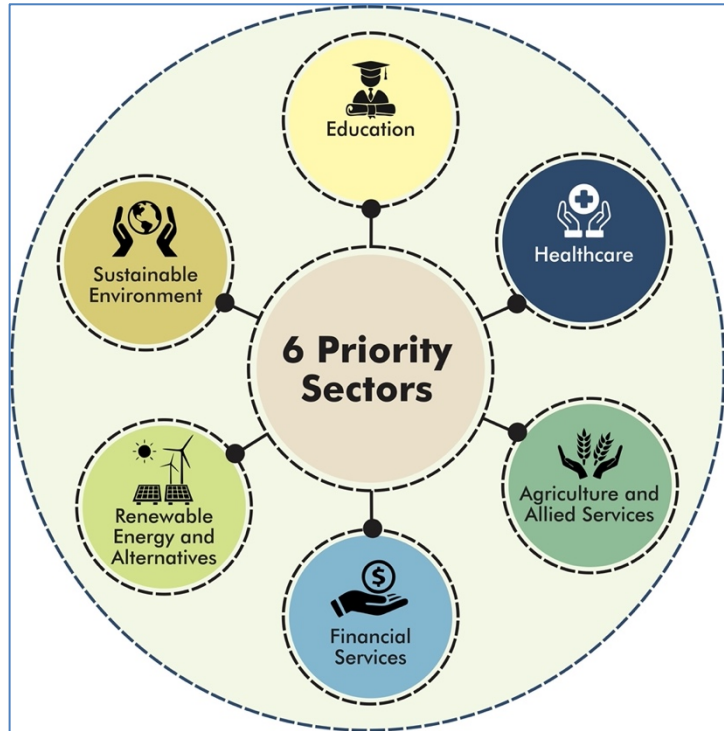 Education
Healthcare
Sustainable
Environment
6 Priority
Sectors
Agriculture and
Allied Services
Renewable
Energy and
Alternatives
$
Financial
Services